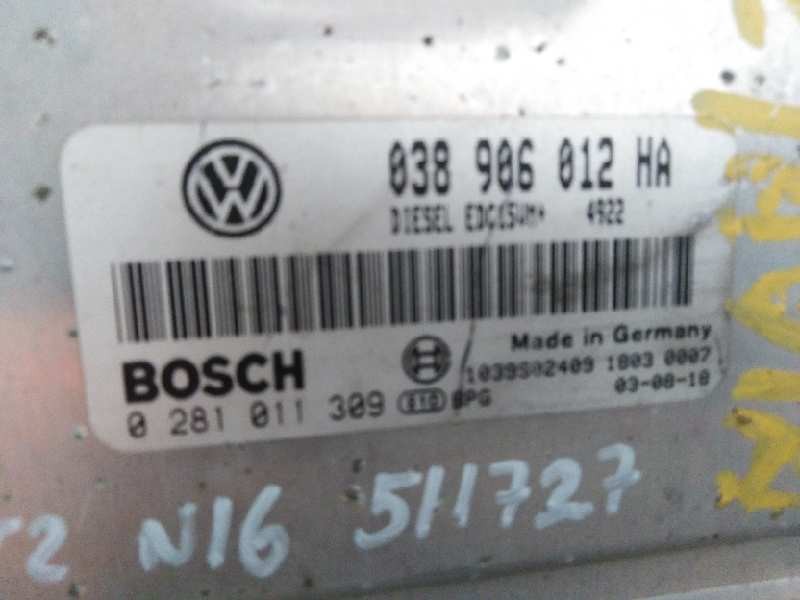 038 906 012 HA
DIESEL EDC15VM+ 4922
Made in Germany
BOSCH
1039S02409 1803 0007
03-08-18
0 281 011 309
N16 511727